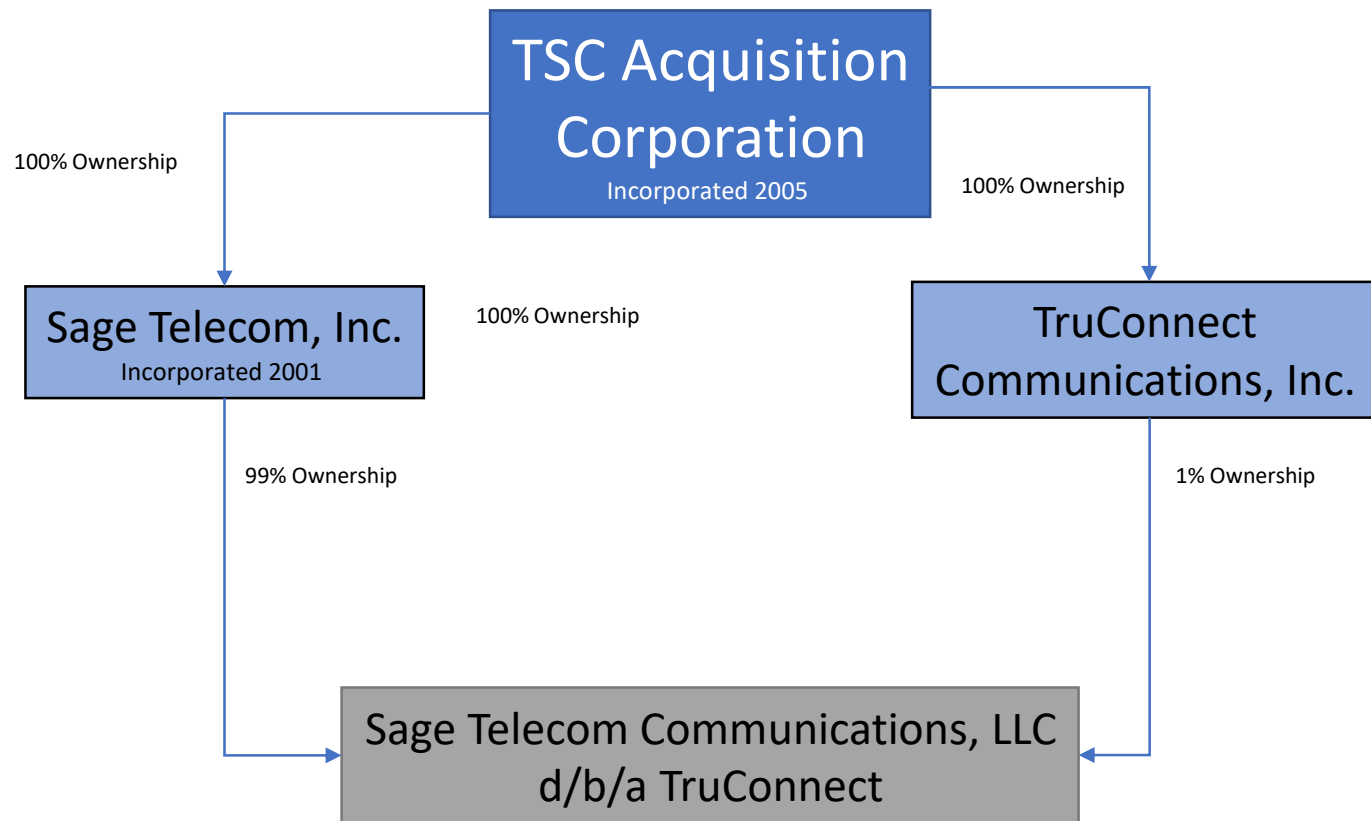 TSC Acquisition
Corporation
Incorporated 2005
100% Ownership
100% Ownership
Sage Telecom, Inc.
Incorporated 2001
100% Ownership
TruConnect
Communications, Inc.
99% Ownership
1% Ownership
Sage Telecom Communications, LLC
d/b/a TruConnect